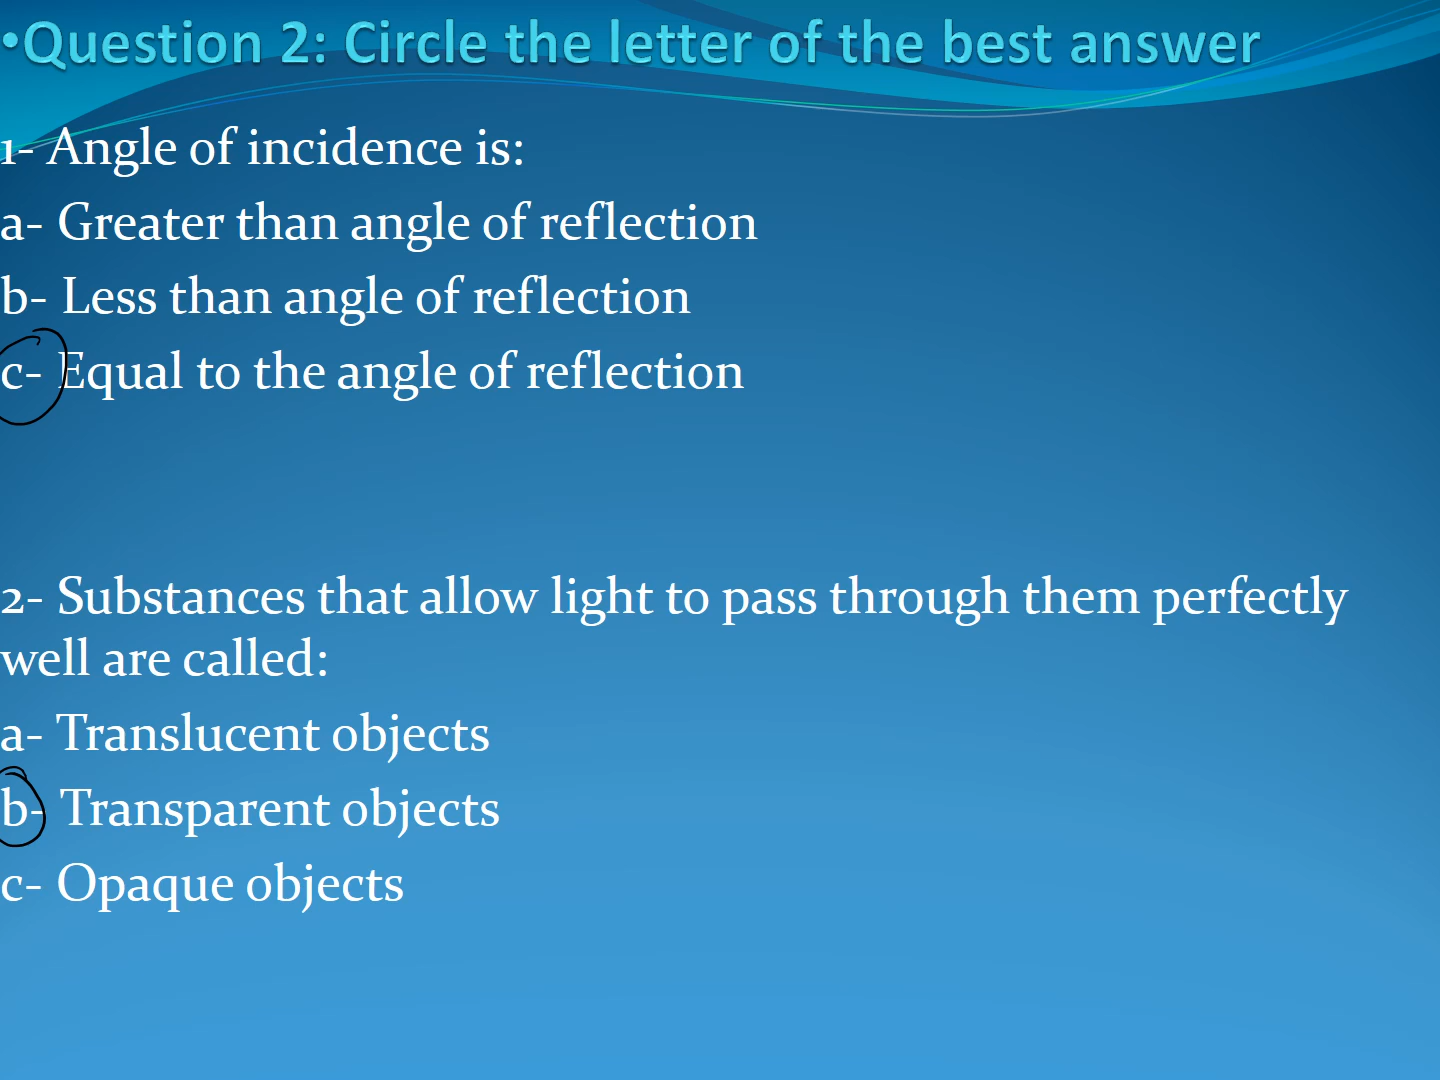 •Question 2: Circle the letter of the best answer
1- Angle of incidence is:
a- Greater than angle of reflection
b- Less than angle of reflection
c- Equal to the angle of reflection
2- Substances that allow light to pass through them perfectly
well are called:
a- Translucent objects
b- Transparent objects
c- Opaque objects